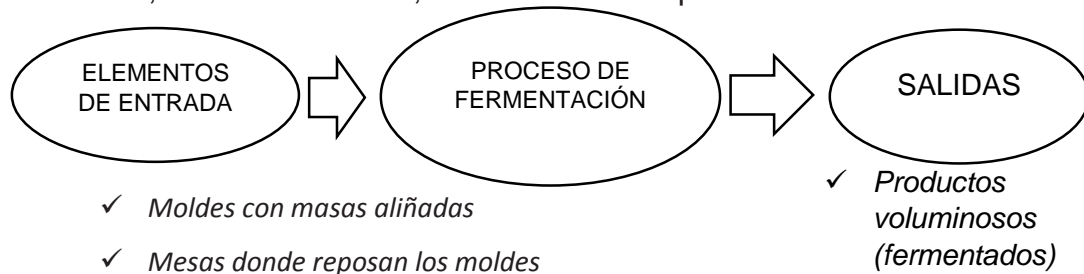 ELEMENTOS
DE ENTRADA
PROCESO DE
FERMENTACIÓN
SALIDAS
✓ Moldes con masas aliñadas
✓ Mesas donde reposan los moldes
✓ Productos
voluminosos
(fermentados)